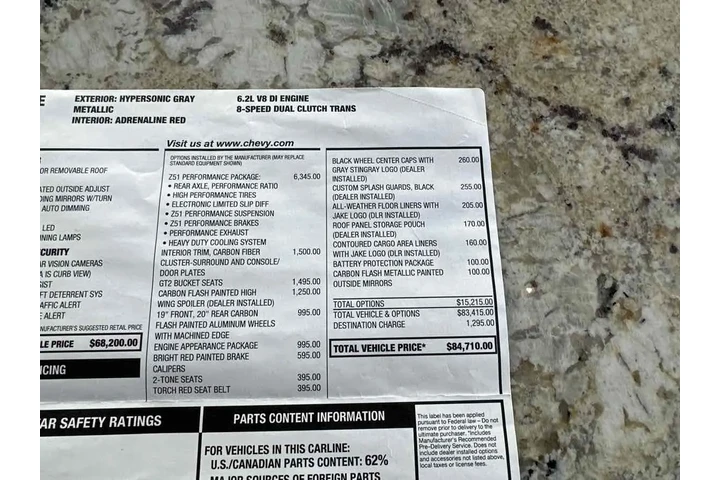 E
EXTERIOR: HYPERSONIC GRAY
METALLIC
INTERIOR: ADRENALINE RED
6.2L V8 DI ENGINE
8-SPEED DUAL CLUTCH TRANS
OR REMOVABLE ROOF
ATED OUTSIDE ADJUST
DING MIRRORS W/TURN
AUTO DIMMING
LED
NING LAMPS
CURITY
AR VISION CAMERAS
A IS CURB VIEW)
IST
FT DETERRENT SYS
AFFIC ALERT
E ALERT
NUFACTURER'S SUGGESTED RETAIL PRICE
LE PRICE $68,200.00
ICING
Visit us at www.chevy.com
OPTIONS INSTALLED BY THE MANUFACTURER (MAY REPLACE
STANDARD EQUIPMENT SHOWN)
Z51 PERFORMANCE PACKAGE: 6,345.00
• REAR AXLE, PERFORMANCE RATIO
• HIGH PERFORMANCE TIRES
• ELECTRONIC LIMITED SLIP DIFF
• Z51 PERFORMANCE SUSPENSION
• Z51 PERFORMANCE BRAKES
• PERFORMANCE EXHAUST
• HEAVY DUTY COOLING SYSTEM
INTERIOR TRIM, CARBON FIBER 1,500.00
CLUSTER-SURROUND AND CONSOLE/
DOOR PLATES
GT2 BUCKET SEATS 1,495.00
CARBON FLASH PAINTED HIGH 1,250.00
WING SPOILER (DEALER INSTALLED)
19" FRONT, 20" REAR CARBON 995.00
FLASH PAINTED ALUMINUM WHEELS
WITH MACHINED EDGE
ENGINE APPEARANCE PACKAGE 995.00
BRIGHT RED PAINTED BRAKE 595.00
CALIPERS
2-TONE SEATS 395.00
TORCH RED SEAT BELT 395.00
BLACK WHEEL CENTER CAPS WITH 260.00
GRAY STINGRAY LOGO (DEALER
INSTALLED)
CUSTOM SPLASH GUARDS, BLACK 255.00
(DEALER INSTALLED)
ALL-WEATHER FLOOR LINERS WITH 205.00
JAKE LOGO (DLR INSTALLED)
ROOF PANEL STORAGE POUCH 170.00
(DEALER INSTALLED)
CONTOURED CARGO AREA LINERS 160.00
WITH JAKE LOGO (DLR INSTALLED)
BATTERY PROTECTION PACKAGE 100.00
CARBON FLASH METALLIC PAINTED 100.00
OUTSIDE MIRRORS
TOTAL OPTIONS $15,215.00
TOTAL VEHICLE & OPTIONS $83,415.00
DESTINATION CHARGE 1,295.00
TOTAL VEHICLE PRICE* $84,710.00
AR SAFETY RATINGS
PARTS CONTENT INFORMATION
FOR VEHICLES IN THIS CARLINE:
U.S./CANADIAN PARTS CONTENT: 62%
MAJOR SOURCES OF FOREIGN PARTS
This label has been applied
pursuant to Federal law – Do not
remove prior to delivery to the
ultimate purchaser. *Includes
Manufacturer's Recommended
Pre-Delivery Service. Does not
include dealer installed options
and accessories not listed above,
local taxes or license fees.